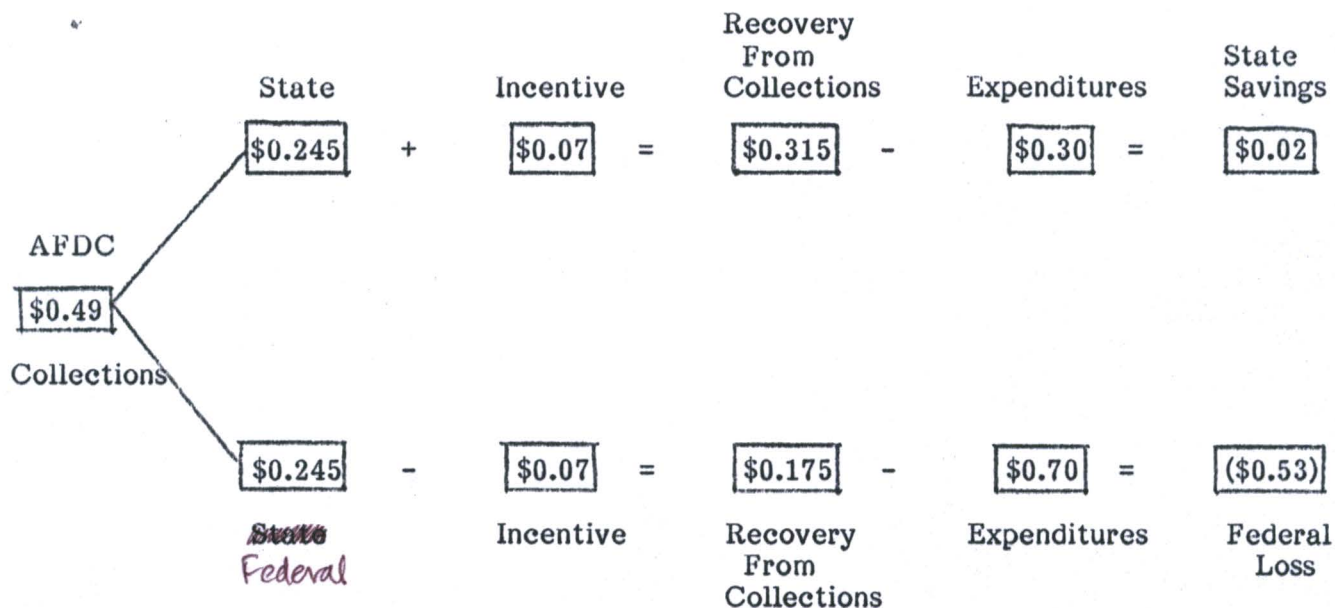 Recovery
From
State Incentive Collections Expenditures State Savings
$0.245 + $0.07 = $0.315 - $0.30 = $0.02
AFDC
$0.49
Collections
$0.245 - $0.07 = $0.175 - $0.70 = ($0.53)
State Incentive Recovery Expenditures Federal
Federal From Loss
Collections